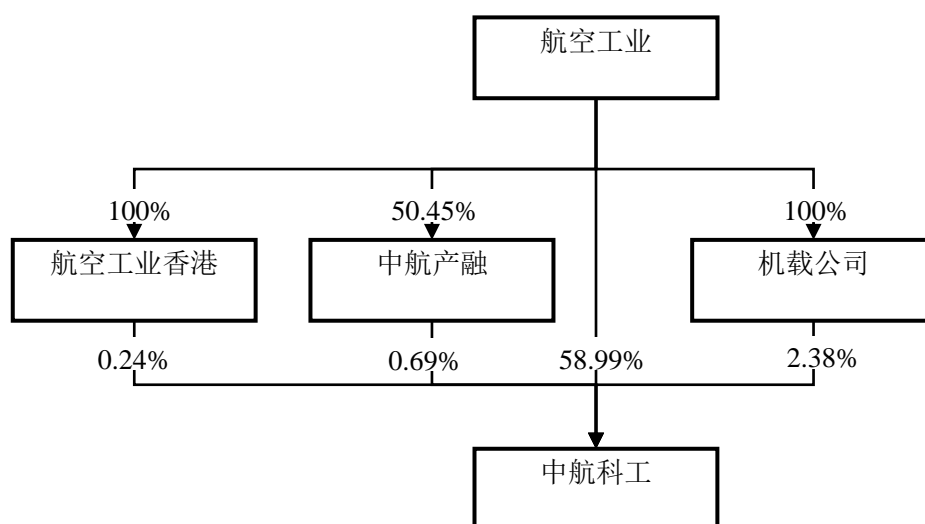 航空工业
100%
50.45%
100%
航空工业香港
中航产融
机载公司
0.24%
0.69%
58.99%
2.38%
中航科工